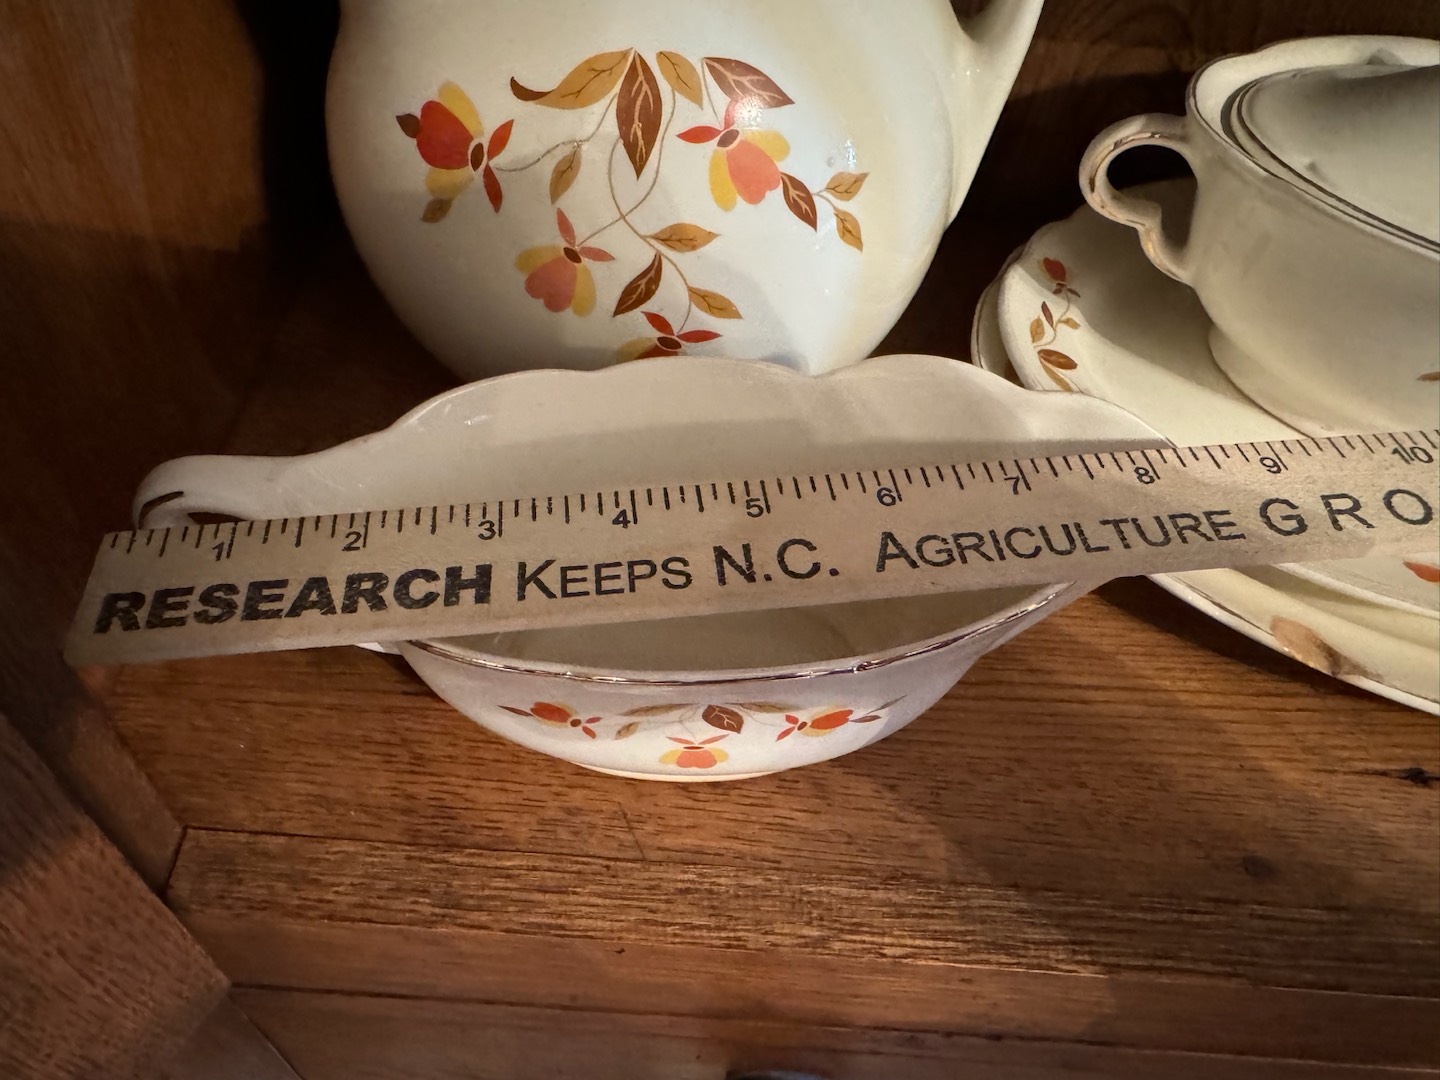 1 2 3 4 5 6 7 8 9 10
RESEARCH KEEPS N.C. AGRICULTURE GRO